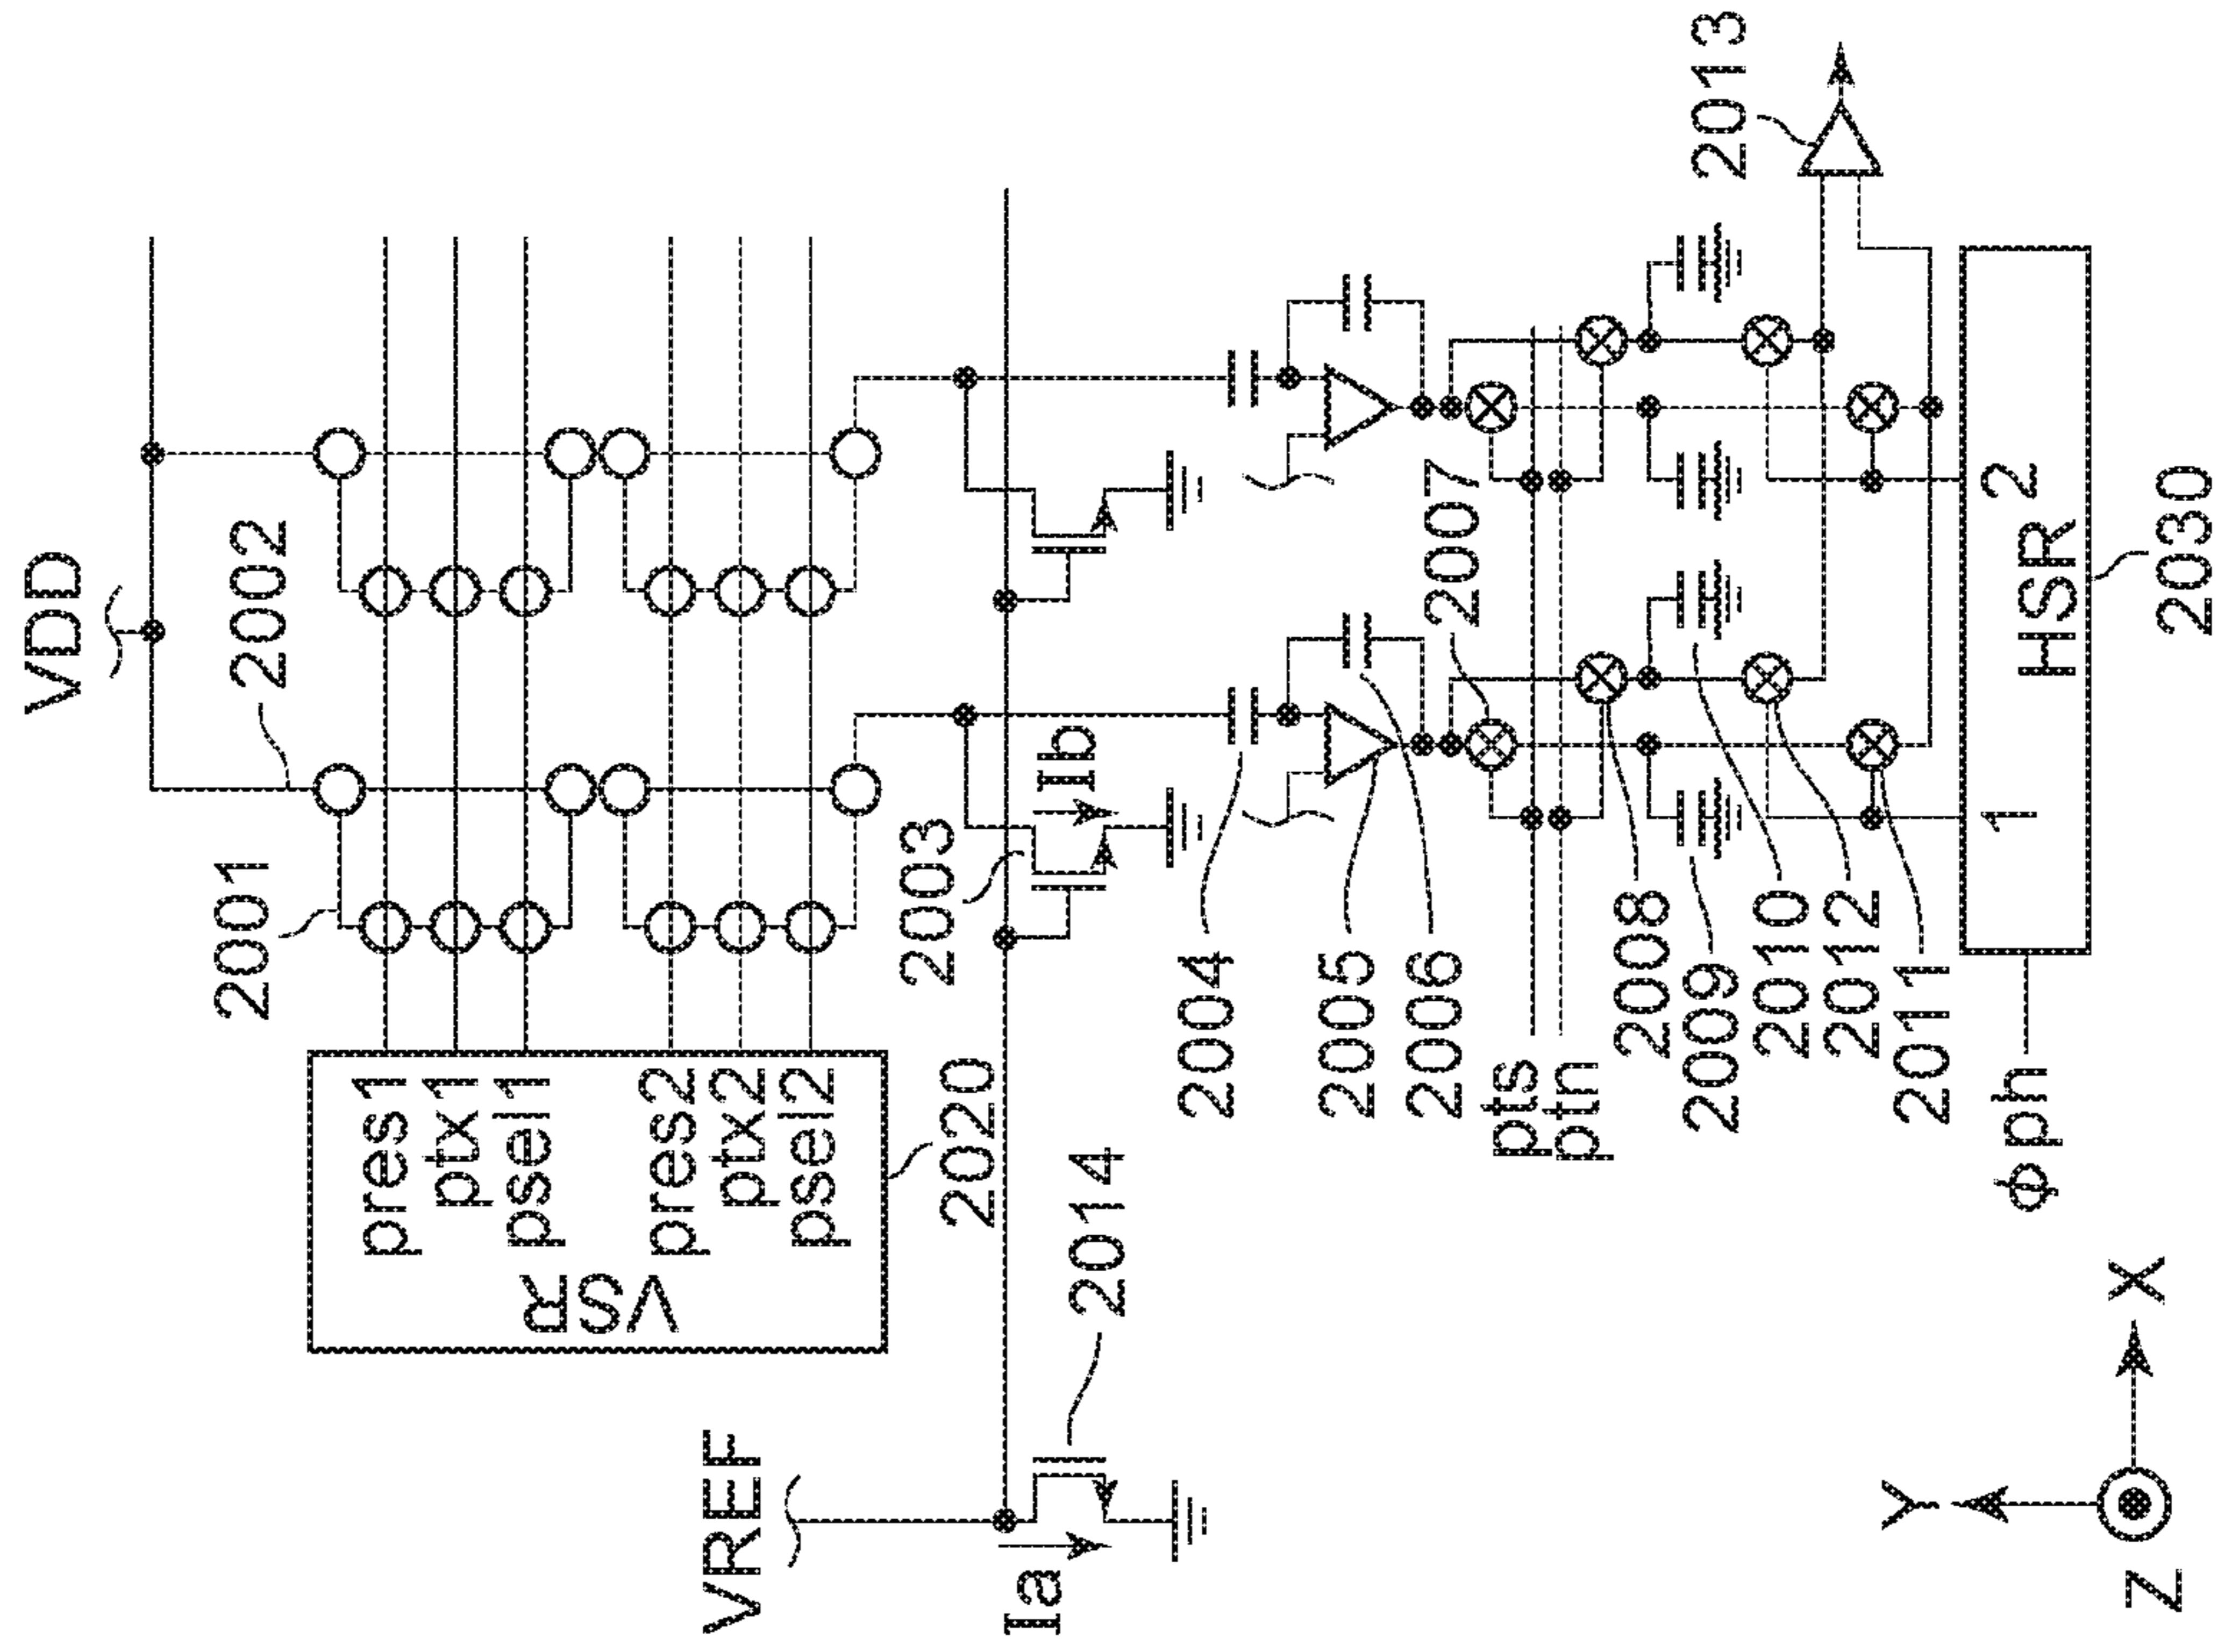 VDD
2002
2001
pres1
ptx1
psel1
pres2
ptx2
psel2
VSR
2020
VREF
Ia
2014
2003
Ib
2004
2005
2006
2007
pts
ptn
2008
2009
2010
2012
2011
2013
1
HSR
2
2030
φph
Y
X
Z